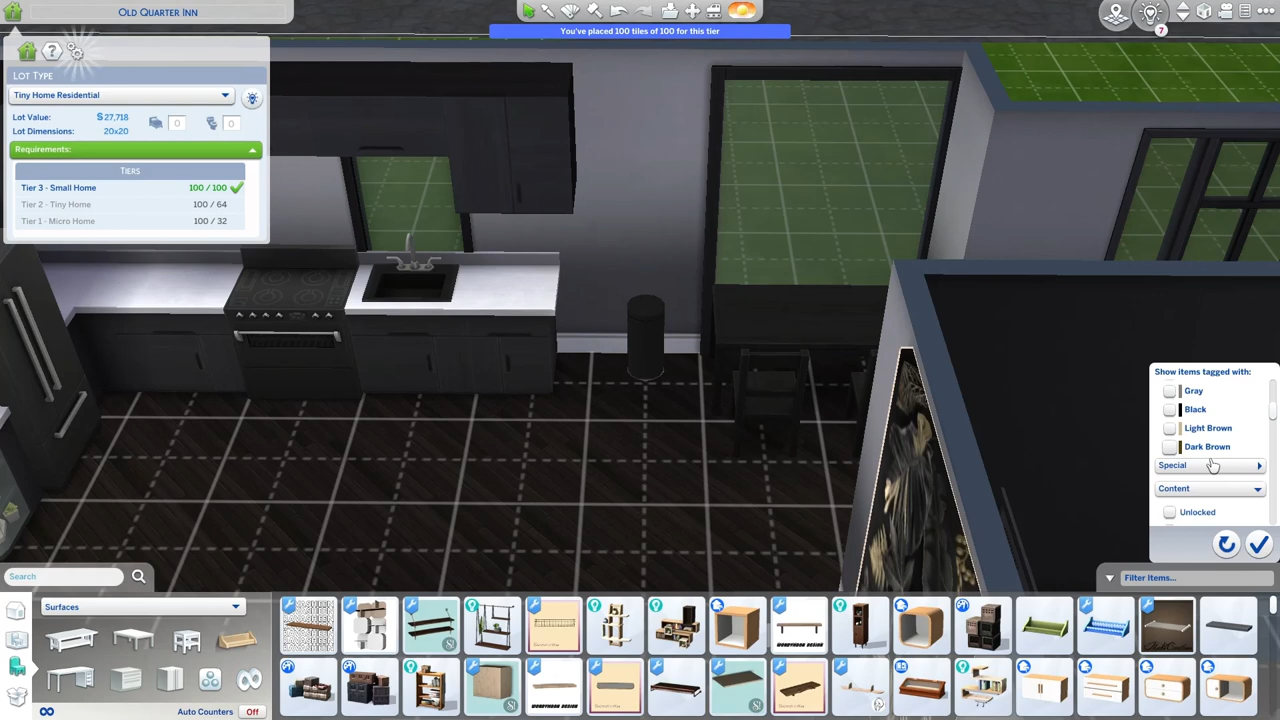 OLD QUARTER INN
You've placed 100 tiles of 100 for this tier
7
LOT TYPE
Tiny Home Residential
Lot Value: §27,718
0
0
Lot Dimensions: 20x20
Requirements:
TIERS
Tier 3 - Small Home 100 / 100
Tier 2 - Tiny Home 100 / 64
Tier 1 - Micro Home 100 / 32
Show items tagged with:
Gray
Black
Light Brown
Dark Brown
Special
Content
Unlocked
Search
Filter Items...
Surfaces
Auto Counters Off